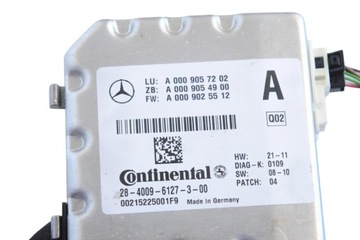 LU: A 000 905 72 02
ZB: A 000 905 49 00
FW: A 000 902 55 12
A
Q02
Continental
28-4009-6127-3-00
00215225001F9
Made in Germany
HW: 21-11
DIAG-K: 0109
SW: 08-10
PATCH: 04